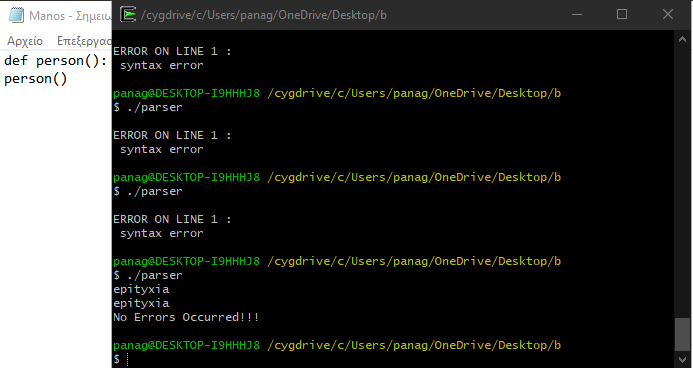 Manos - Σημειω
Αρχείο Επεξεργασ
def person():
person()
/cygdrive/c/Users/panag/OneDrive/Desktop/b
ERROR ON LINE 1 :
syntax error
panag@DESKTOP-I9HHHJ8 /cygdrive/c/Users/panag/OneDrive/Desktop/b
$ ./parser
ERROR ON LINE 1 :
syntax error
panag@DESKTOP-I9HHHJ8 /cygdrive/c/Users/panag/OneDrive/Desktop/b
$ ./parser
ERROR ON LINE 1 :
syntax error
panag@DESKTOP-I9HHHJ8 /cygdrive/c/Users/panag/OneDrive/Desktop/b
$ ./parser
epityxia
epityxia
No Errors Occurred!!!
panag@DESKTOP-I9HHHJ8 /cygdrive/c/Users/panag/OneDrive/Desktop/b
$